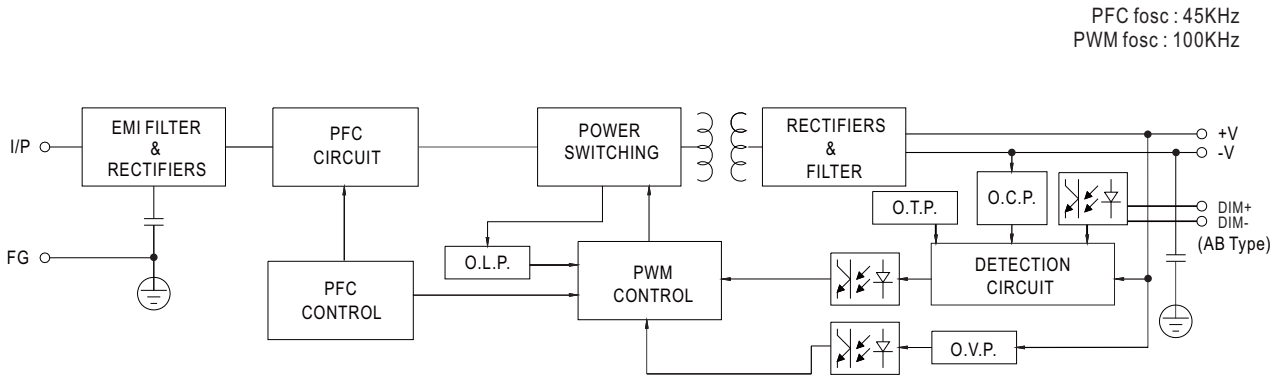 PFC fosc : 45KHz
PWM fosc : 100KHz
I/P
EMI FILTER
&
RECTIFIERS
PFC
CIRCUIT
POWER
SWITCHING
RECTIFIERS
&
FILTER
+V
-V
O.T.P.
O.C.P.
DIM+
DIM-
(AB Type)
FG
O.L.P.
PFC
CONTROL
PWM
CONTROL
DETECTION
CIRCUIT
O.V.P.